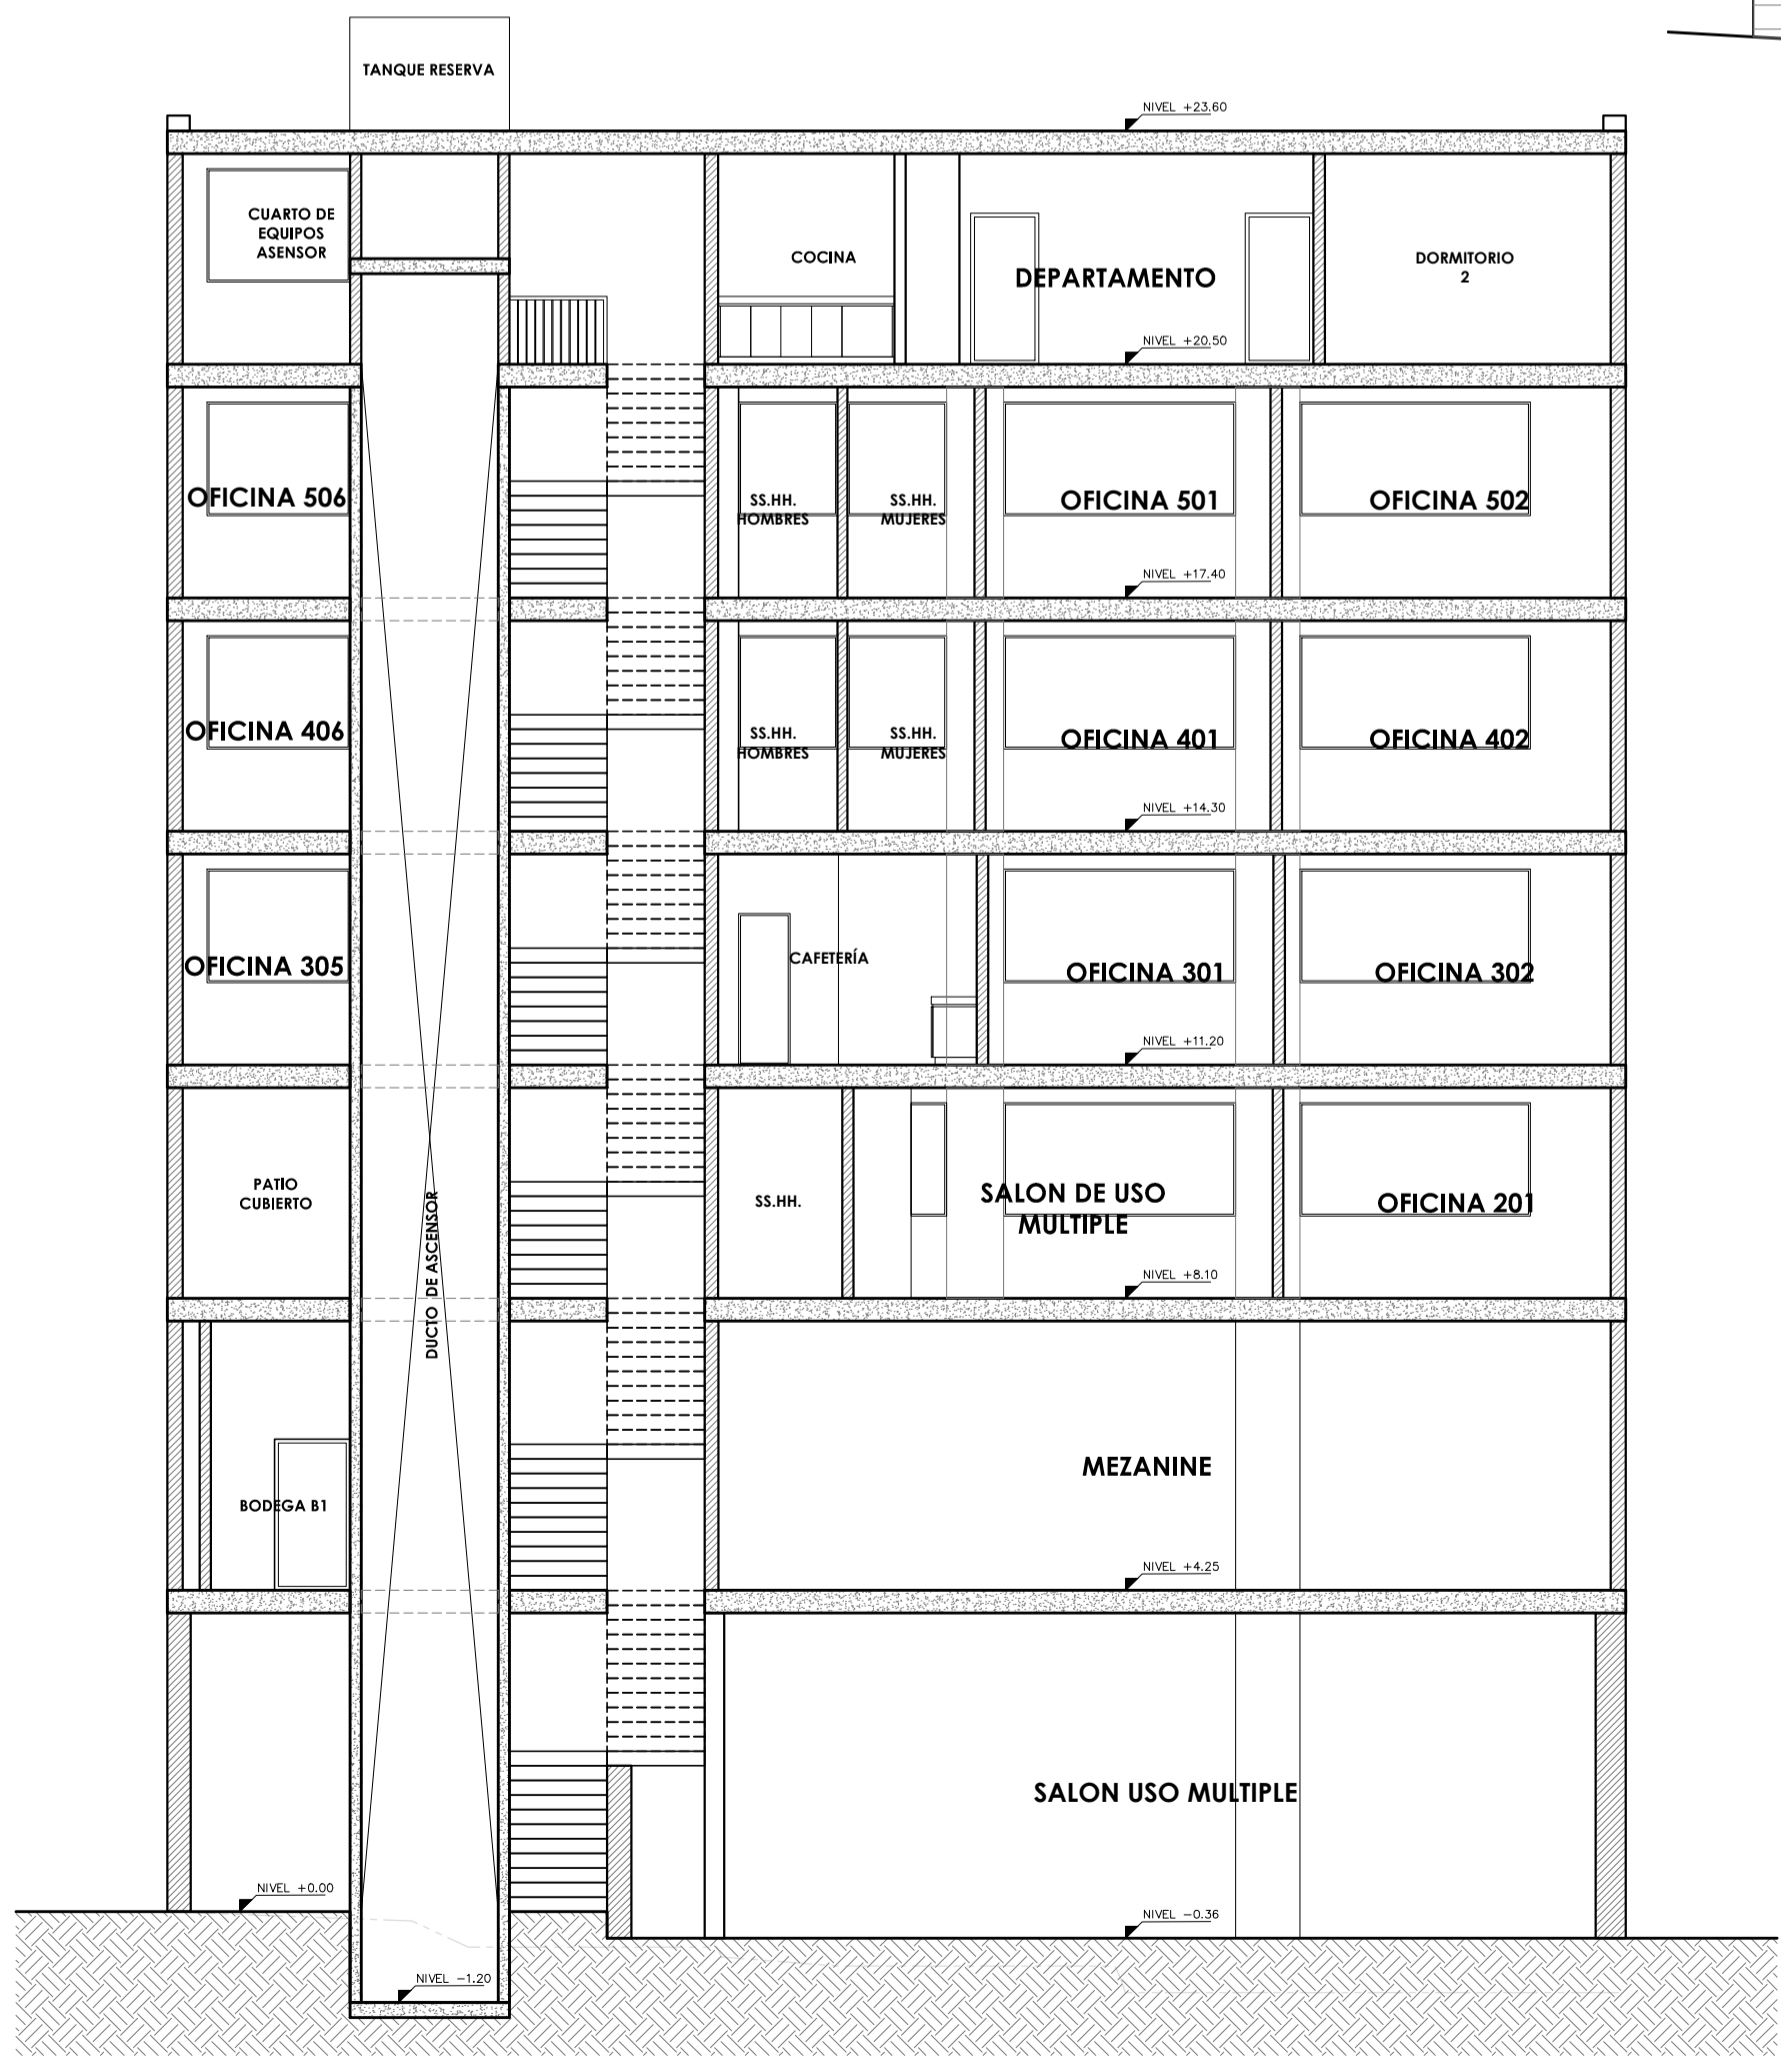 TANQUE RESERVA
NIVEL +23.60
CUARTO DE
EQUIPOS
ASENSOR
COCINA
DEPARTAMENTO
DORMITORIO
2
NIVEL +20.50
OFICINA 506
SS.HH.
HOMBRES
SS.HH.
MUJERES
OFICINA 501
OFICINA 502
NIVEL +17.40
OFICINA 406
SS.HH.
HOMBRES
SS.HH.
MUJERES
OFICINA 401
OFICINA 402
NIVEL +14.30
OFICINA 305
CAFETERÍA
OFICINA 301
OFICINA 302
NIVEL +11.20
PATIO
CUBIERTO
DUCTO DE ASCENSOR
SS.HH.
SALON DE USO
MULTIPLE
OFICINA 201
NIVEL +8.10
MEZANINE
BODEGA B1
NIVEL +4.25
SALON USO MULTIPLE
NIVEL +0.00
NIVEL -0.36
NIVEL -1.20